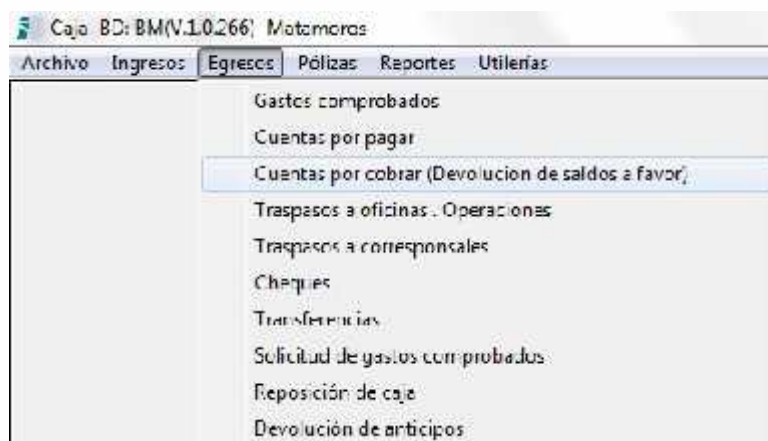 Caja BD: BM(V.1.0.266) Matamoros
Archivo Ingresos Egresos Pólizas Reportes Utilerías
Gastos comprobados
Cuentas por pagar
Cuentas por cobrar (Devolucion de saldos a favor)
Traspasos a oficinas . Operaciones
Traspasos a corresponsales
Cheques
Transferencias
Solicitud de gastos comprobados
Reposición de caja
Devolución de anticipos